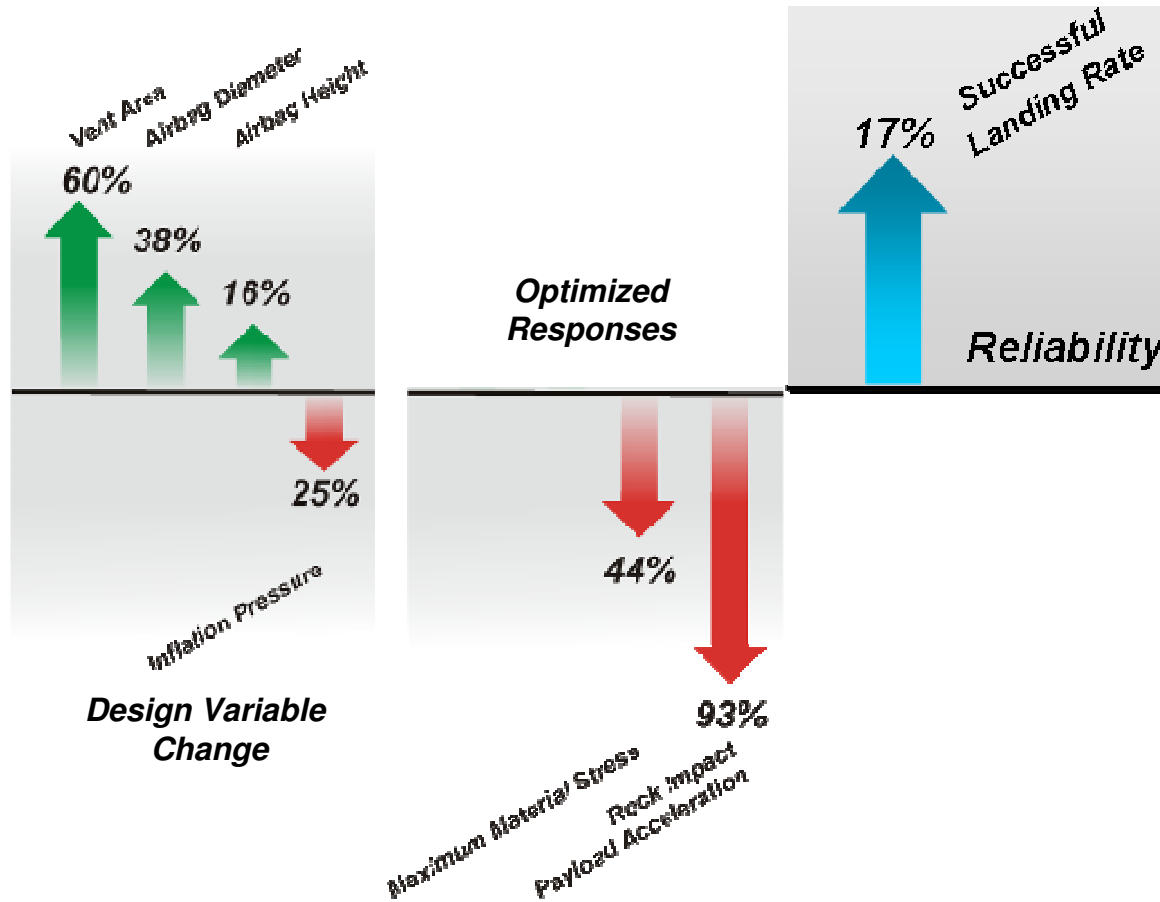 Vent Area
Airbag Diameter
Airbag Height
60%
38%
16%
25%
Inflation Pressure
Design Variable
Change
Optimized
Responses
44%
93%
Maximum Material Stress
Rock Impact
Payload Acceleration
17%
Successful
Landing Rate
Reliability